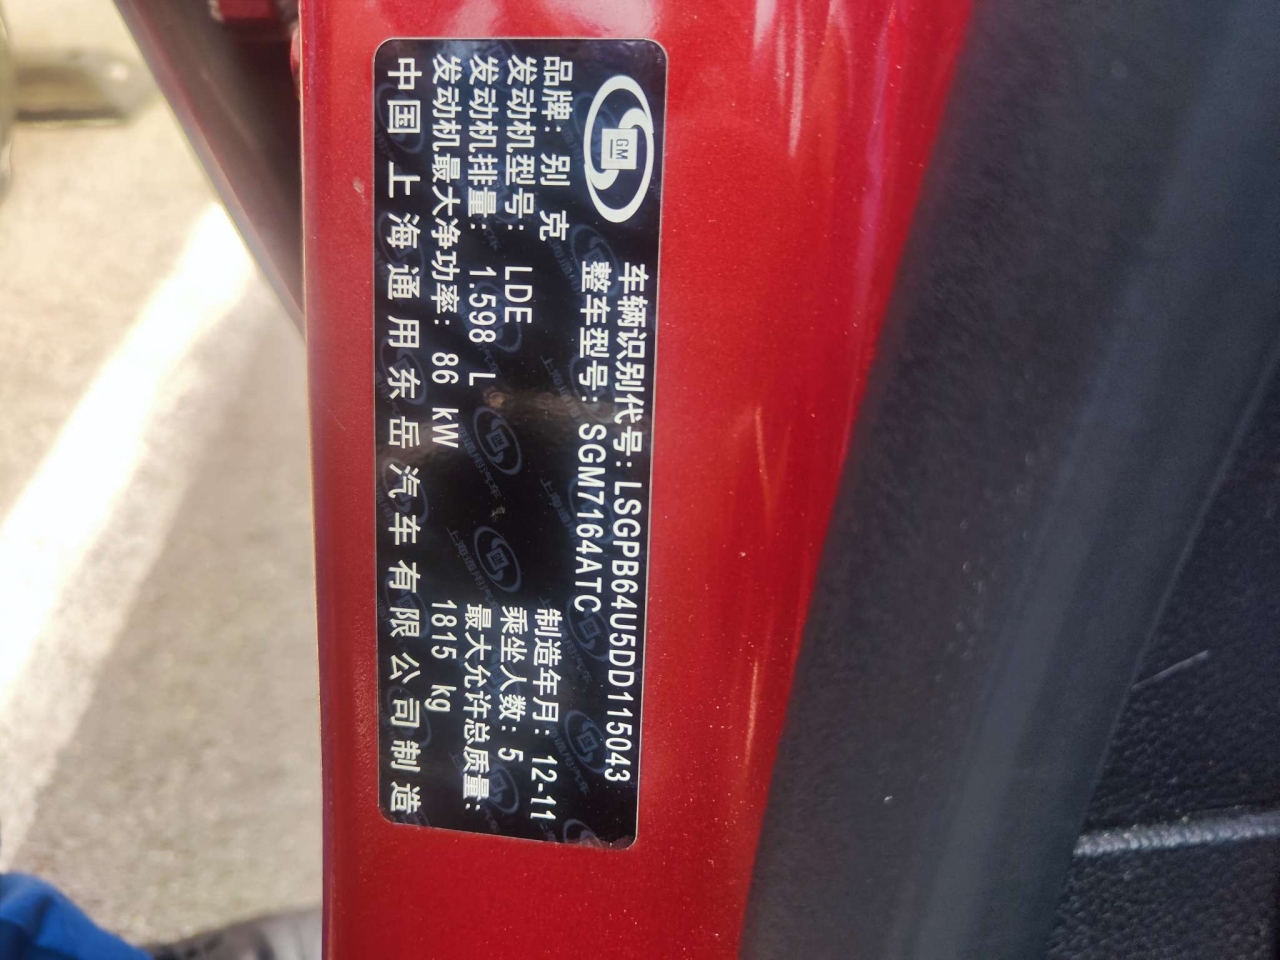 GM
车辆识别代号: LSGPB64U5DD115043
整车型号: SGM7164ATC
品牌: 别克
制造年月: 12-11
发动机型号: LDE
乘坐人数: 5
发动机排量: 1.598 L
最大允许总质量:
发动机最大净功率: 86 kW
1815 kg
中国上海通用东岳汽车有限公司制造